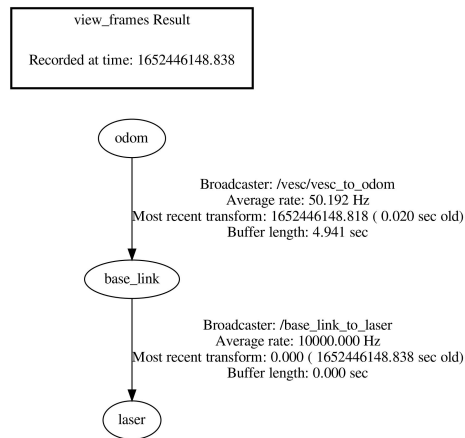 view_frames Result
Recorded at time: 1652446148.838
odom
Broadcaster: /vesc/vesc_to_odom
Average rate: 50.192 Hz
Most recent transform: 1652446148.818 ( 0.020 sec old)
Buffer length: 4.941 sec
base_link
Broadcaster: /base_link_to_laser
Average rate: 10000.000 Hz
Most recent transform: 0.000 ( 1652446148.838 sec old)
Buffer length: 0.000 sec
laser